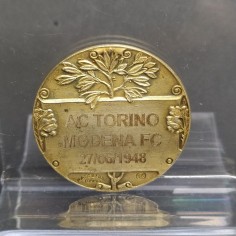 AC TORINO
MODENA FC
27/06/1948